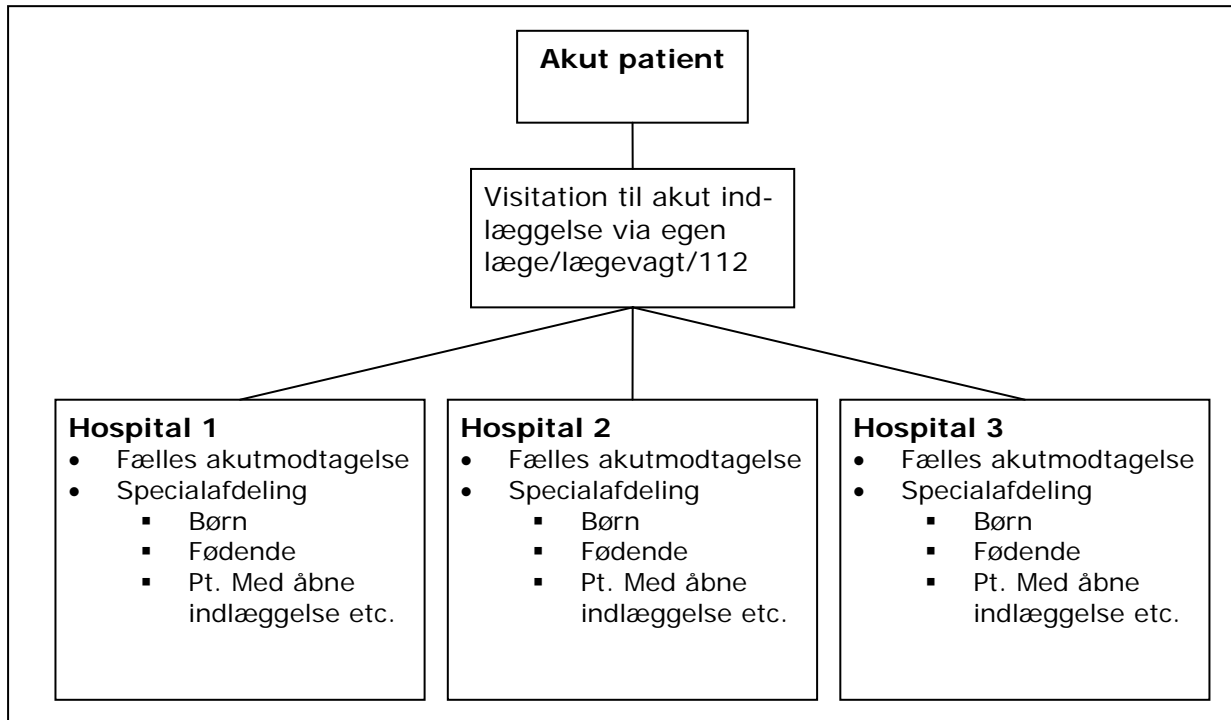 Akut patient
Visitation til akut ind-
læggelse via egen
læge/lægevagt/112
Hospital 1
• Fælles akutmodtagelse
• Specialafdeling
▪ Børn
▪ Fødende
▪ Pt. Med åbne
indlæggelse etc.
Hospital 2
• Fælles akutmodtagelse
• Specialafdeling
▪ Børn
▪ Fødende
▪ Pt. Med åbne
indlæggelse etc.
Hospital 3
• Fælles akutmodtagelse
• Specialafdeling
▪ Børn
▪ Fødende
▪ Pt. Med åbne
indlæggelse etc.